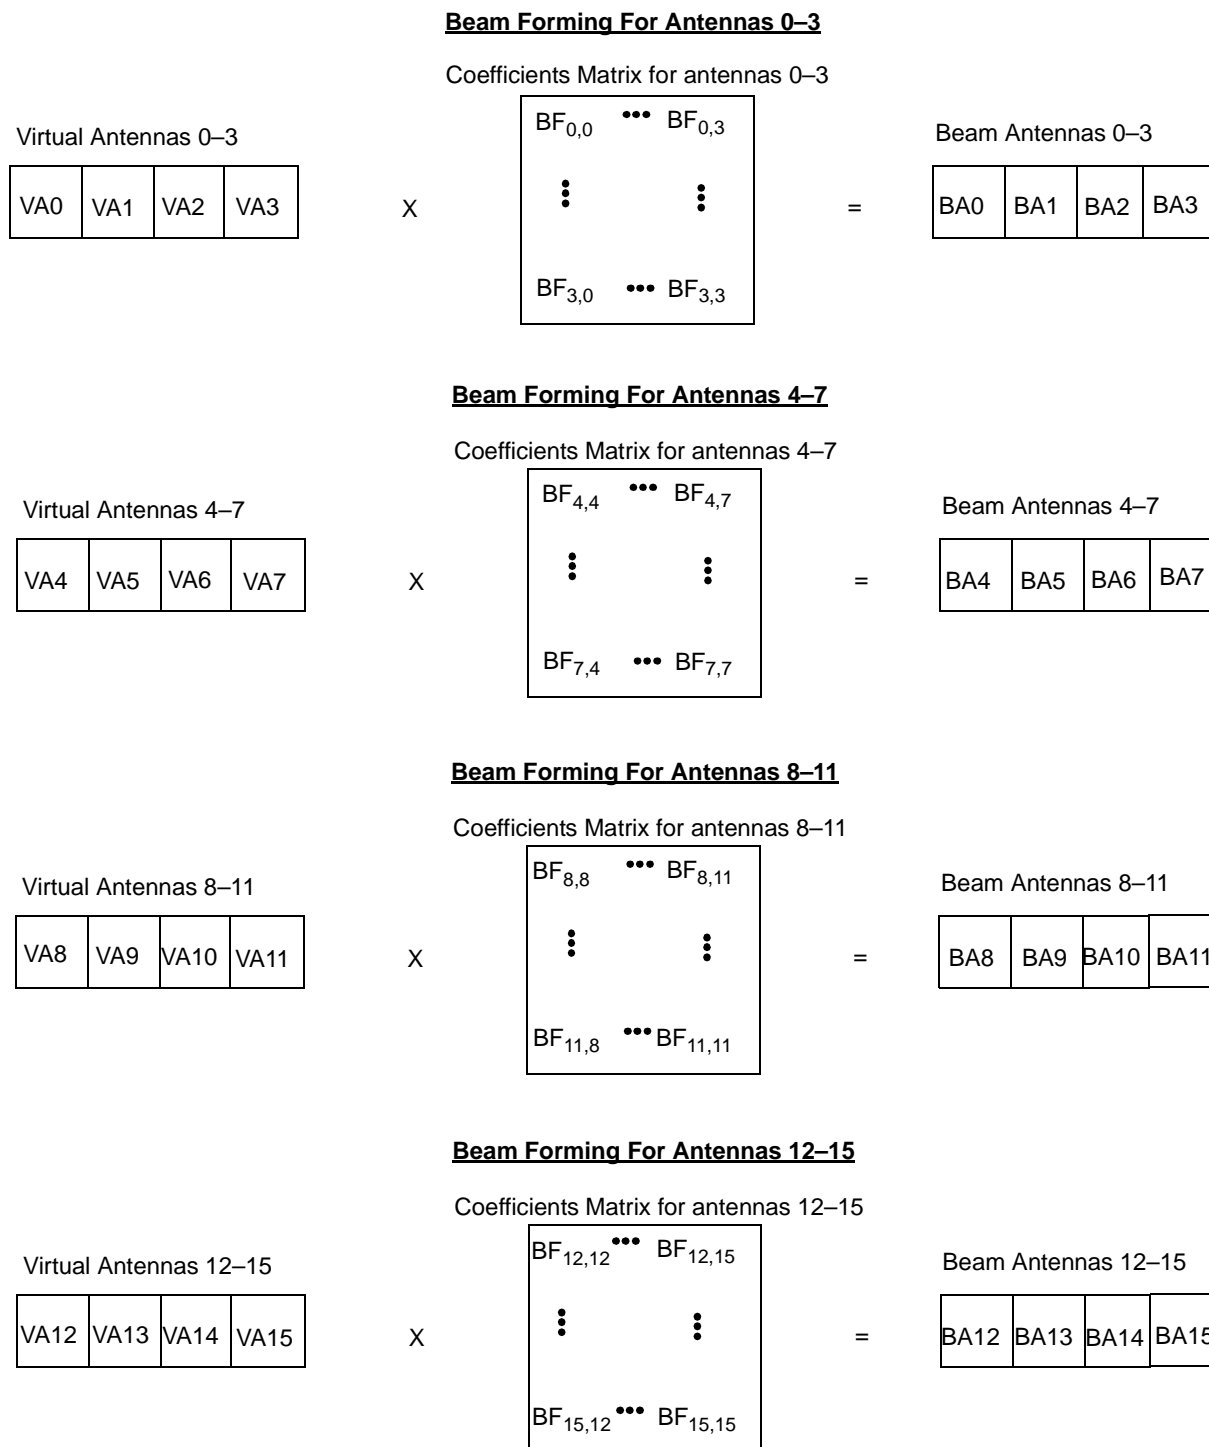 Beam Forming For Antennas 0–3
Coefficients Matrix for antennas 0–3
Virtual Antennas 0–3
VA0 VA1 VA2 VA3
X
BF0,0 ••• BF0,3
BF3,0 ••• BF3,3
=
Beam Antennas 0–3
BA0 BA1 BA2 BA3
Beam Forming For Antennas 4–7
Coefficients Matrix for antennas 4–7
Virtual Antennas 4–7
VA4 VA5 VA6 VA7
X
BF4,4 ••• BF4,7
BF7,4 ••• BF7,7
=
Beam Antennas 4–7
BA4 BA5 BA6 BA7
Beam Forming For Antennas 8–11
Coefficients Matrix for antennas 8–11
Virtual Antennas 8–11
VA8 VA9 VA10 VA11
X
BF8,8 ••• BF8,11
BF11,8 ••• BF11,11
=
Beam Antennas 8–11
BA8 BA9 BA10 BA11
Beam Forming For Antennas 12–15
Coefficients Matrix for antennas 12–15
Virtual Antennas 12–15
VA12 VA13 VA14 VA15
X
BF12,12 ••• BF12,15
BF15,12 ••• BF15,15
=
Beam Antennas 12–15
BA12 BA13 BA14 BA15